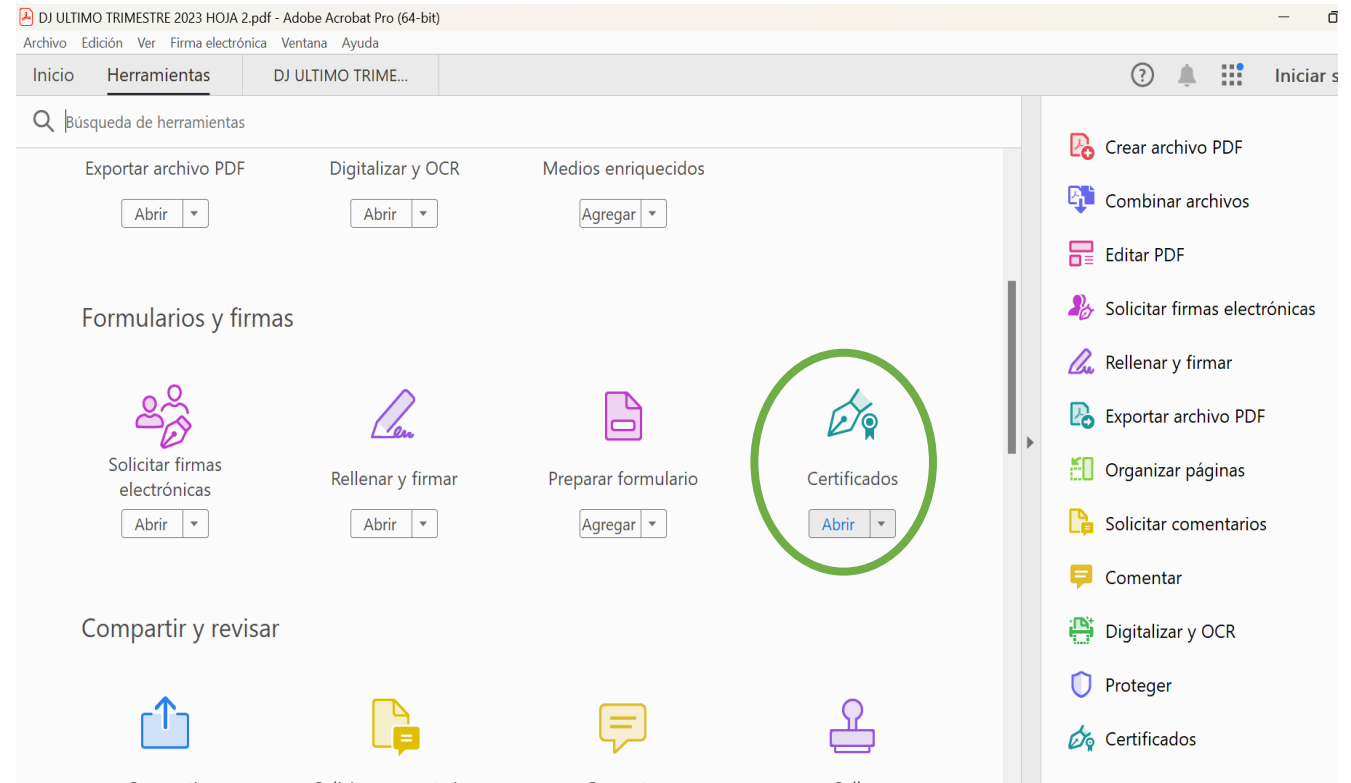 DJ ULTIMO TRIMESTRE 2023 HOJA 2.pdf - Adobe Acrobat Pro (64-bit)
Archivo Edición Ver Firma electrónica Ventana Ayuda
Inicio Herramientas DJ ULTIMO TRIME... Iniciar s
Búsqueda de herramientas
Exportar archivo PDF Digitalizar y OCR Medios enriquecidos
Abrir Abrir Agregar
Formularios y firmas
Solicitar firmas
electrónicas
Rellenar y firmar Preparar formulario Certificados
Abrir Abrir Agregar Abrir
Compartir y revisar
Crear archivo PDF
Combinar archivos
Editar PDF
Solicitar firmas electrónicas
Rellenar y firmar
Exportar archivo PDF
Organizar páginas
Solicitar comentarios
Comentar
Digitalizar y OCR
Proteger
Certificados